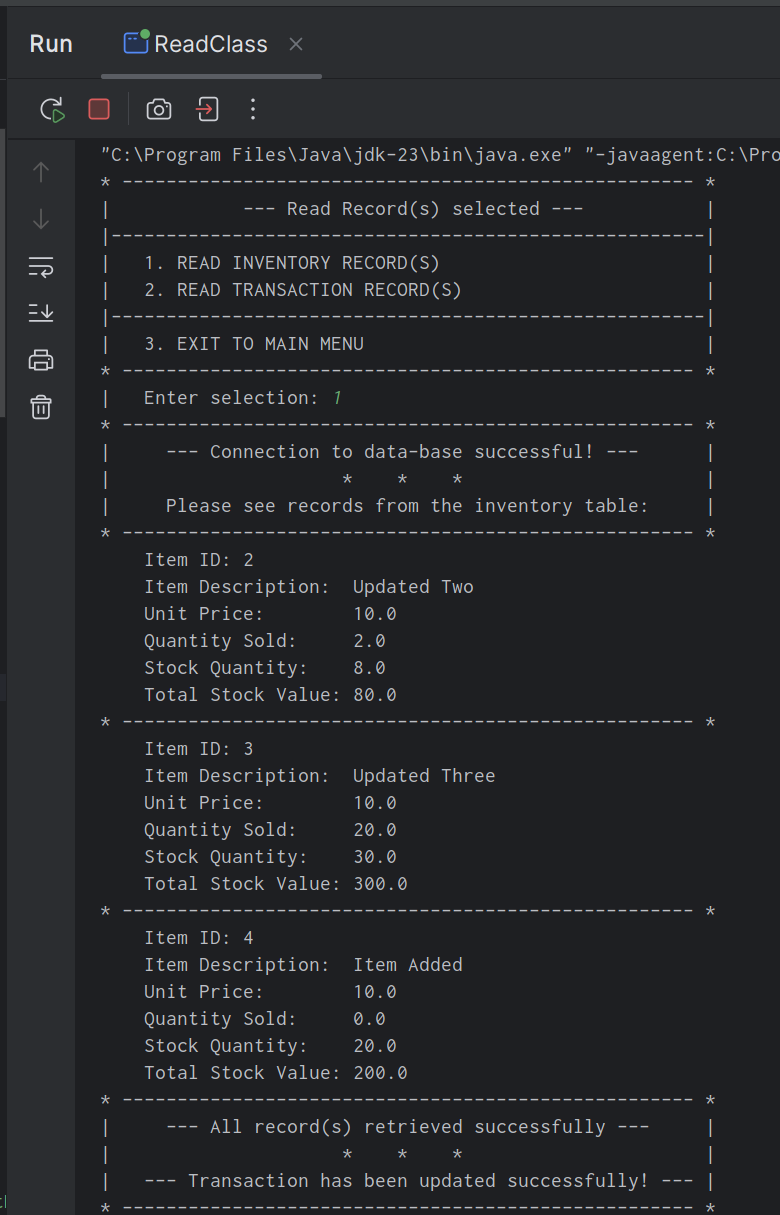 Run ReadClass
"C:\Program Files\Java\jdk-23\bin\java.exe" "-javaagent:C:\Pro
* ---------------------------------------------------- *
|            --- Read Record(s) selected ---           |
|------------------------------------------------------|
|   1. READ INVENTORY RECORD(S)                        |
|   2. READ TRANSACTION RECORD(S)                      |
|------------------------------------------------------|
|   3. EXIT TO MAIN MENU                               |
* ---------------------------------------------------- *
|   Enter selection: 1
* ---------------------------------------------------- *
|     --- Connection to data-base successful! ---      |
|                     *    *    *                      |
|     Please see records from the inventory table:     |
* ---------------------------------------------------- *
    Item ID: 2
    Item Description:  Updated Two
    Unit Price:        10.0
    Quantity Sold:     2.0
    Stock Quantity:    8.0
    Total Stock Value: 80.0
* ---------------------------------------------------- *
    Item ID: 3
    Item Description:  Updated Three
    Unit Price:        10.0
    Quantity Sold:     20.0
    Stock Quantity:    30.0
    Total Stock Value: 300.0
* ---------------------------------------------------- *
    Item ID: 4
    Item Description:  Item Added
    Unit Price:        10.0
    Quantity Sold:     0.0
    Stock Quantity:    20.0
    Total Stock Value: 200.0
* ---------------------------------------------------- *
|     --- All record(s) retrieved successfully ---     |
|                     *    *    *                      |
|   --- Transaction has been updated successfully! --- |
* ---------------------------------------------------- *